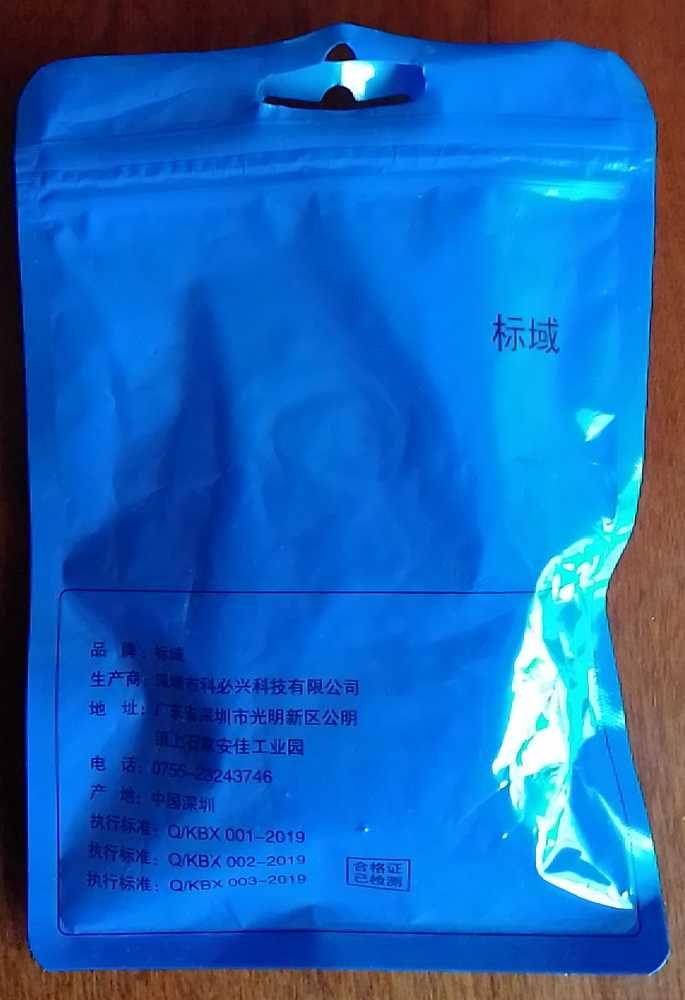 标域
品 牌：标域
生产商：深圳市科必兴科技有限公司
地 址：广东省深圳市光明新区公明
镇上石家安佳工业园
电 话：0755-23243746
产 地：中国深圳
执行标准：Q/KBX 001-2019
执行标准：Q/KBX 002-2019
执行标准：Q/KBX 003-2019
合格证
已检测